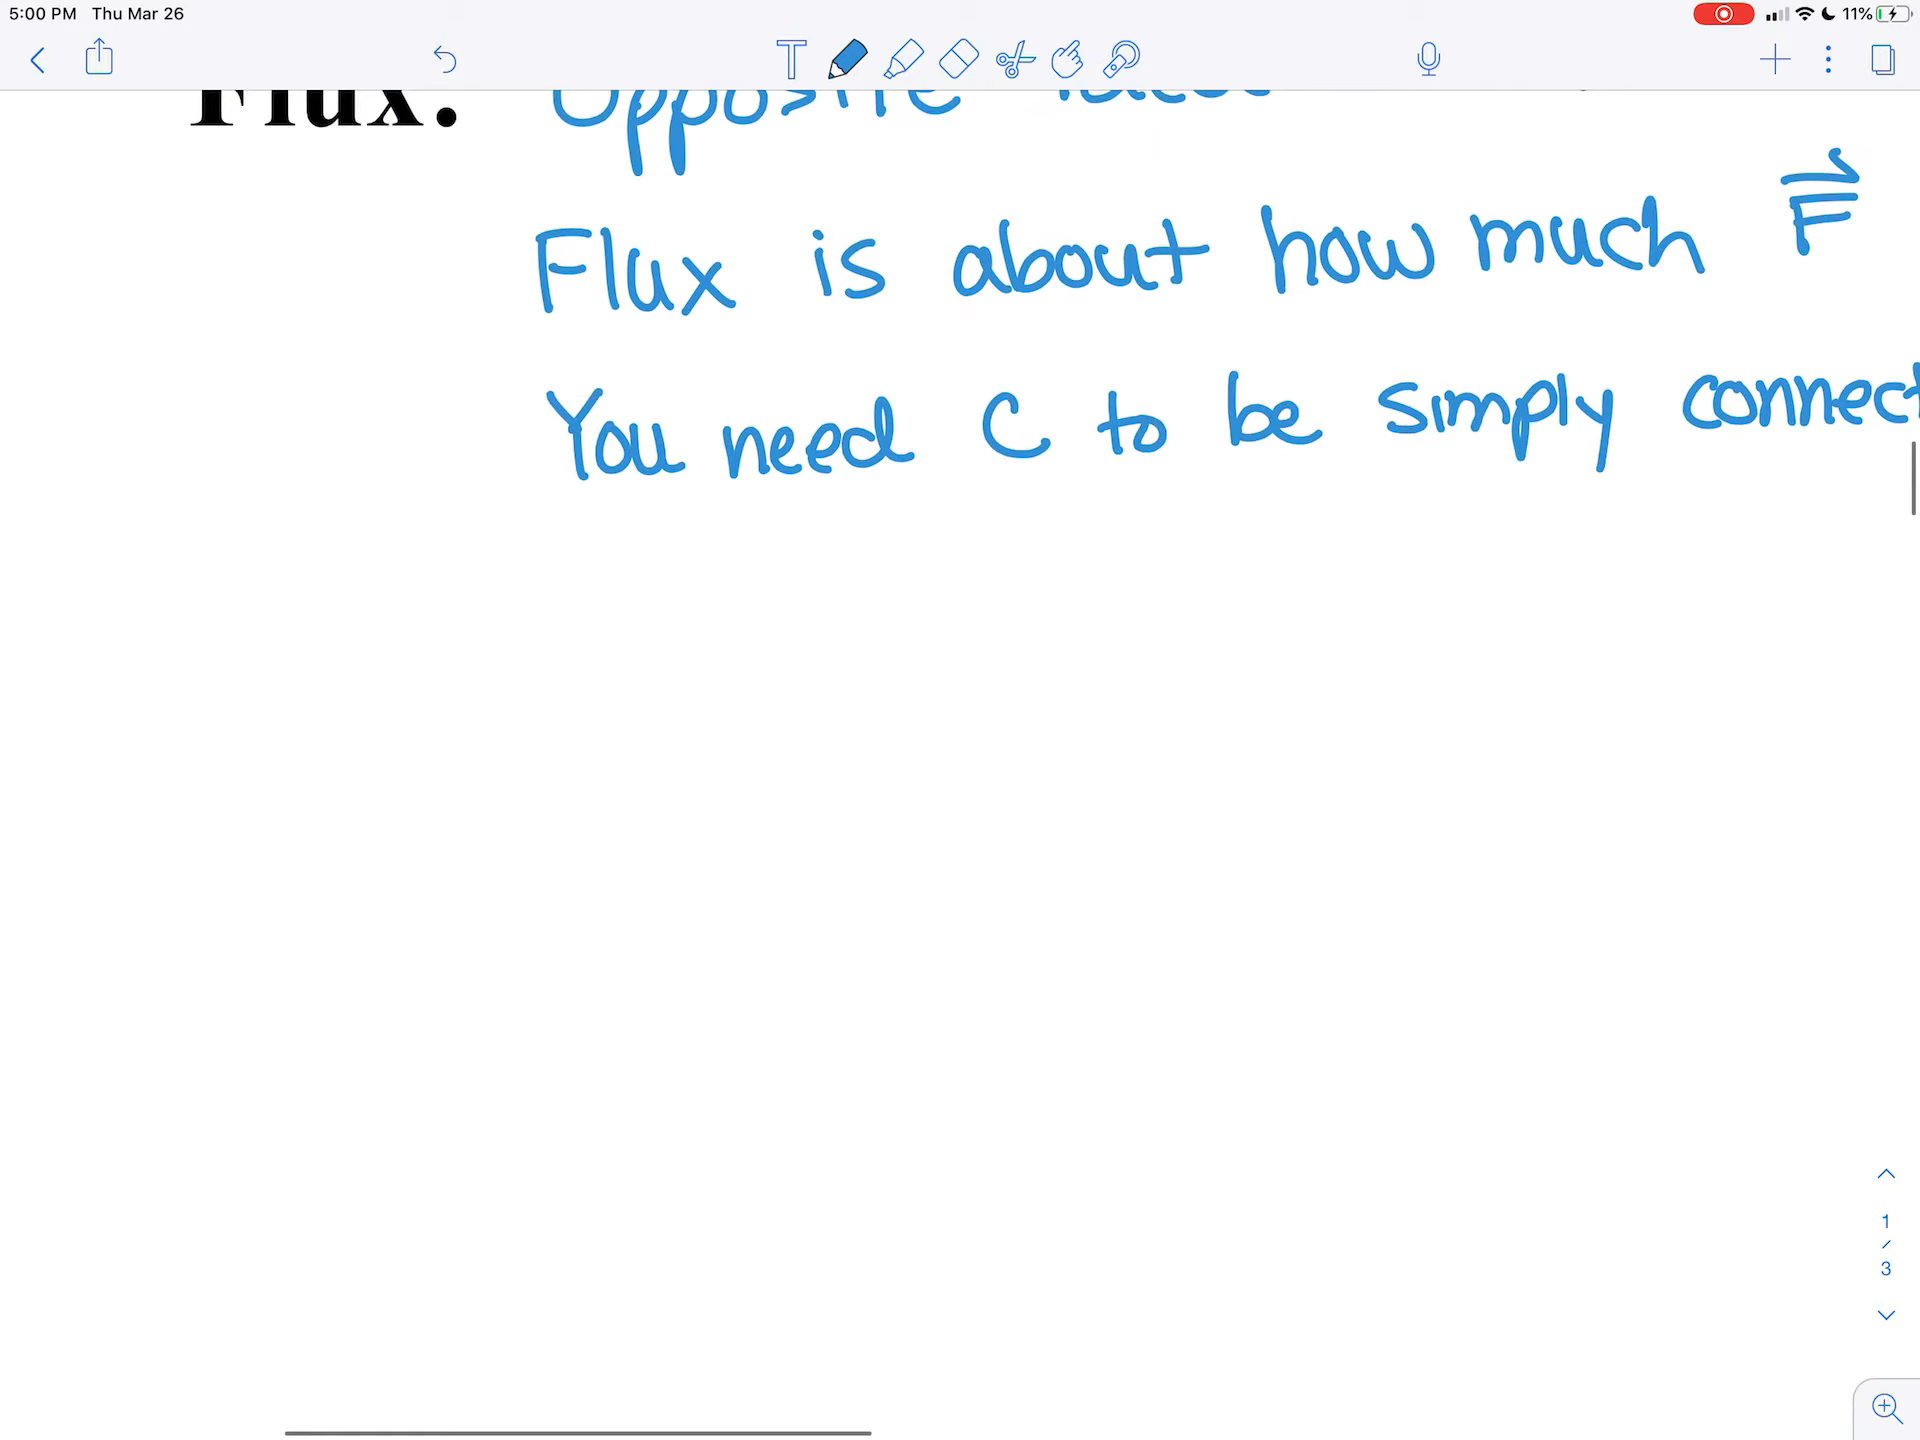 5:00 PM Thu Mar 26 11%
Flux. Opposite
Flux is about how much F
You need C to be simply connect
1
/
3